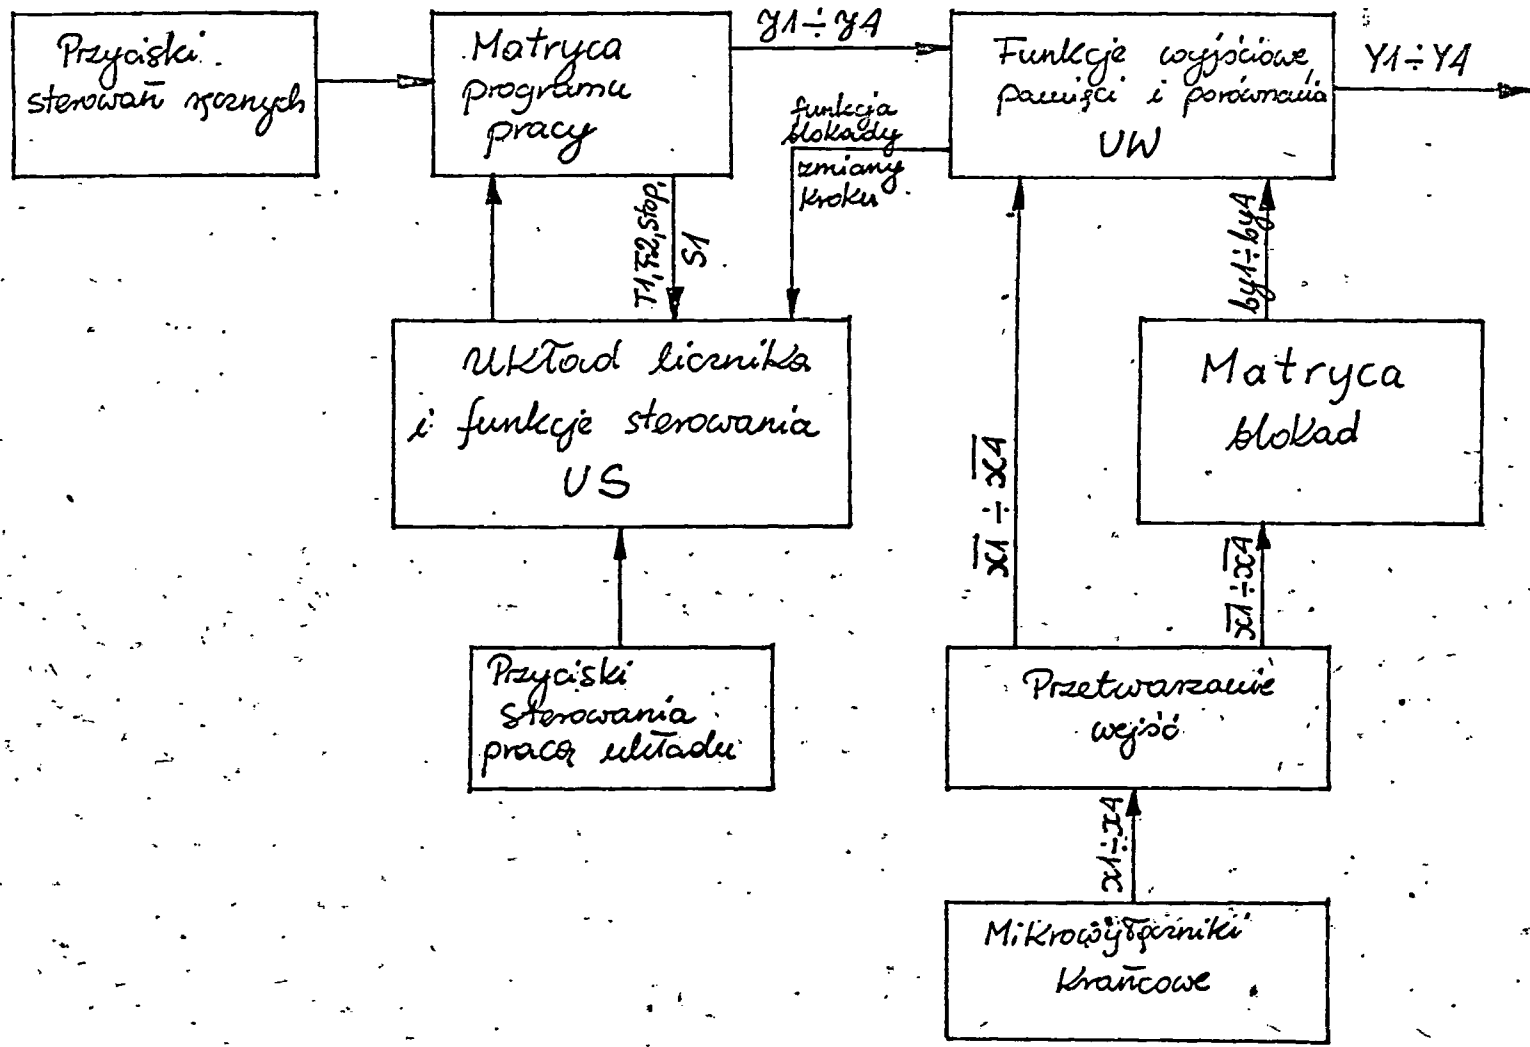 Przyciski
sterowań ręcznych
Matryca
programu
pracy
y1÷y4
Funkcje wyjściowe,
pamięci i porównania
UW
Y1÷Y4
funkcja
blokady
zmiany
kroku
T1, T2, stop,
S1
by1÷by4
Układ licznika
i funkcje sterowania
US
Matryca
blokad
x̅1̅ ÷ x̅4̅
x̅1̅÷x̅4̅
Przyciski
sterowania
pracą układu
Przetwarzanie
wejść
x1÷x4
Mikrowyłączniki
krańcowe